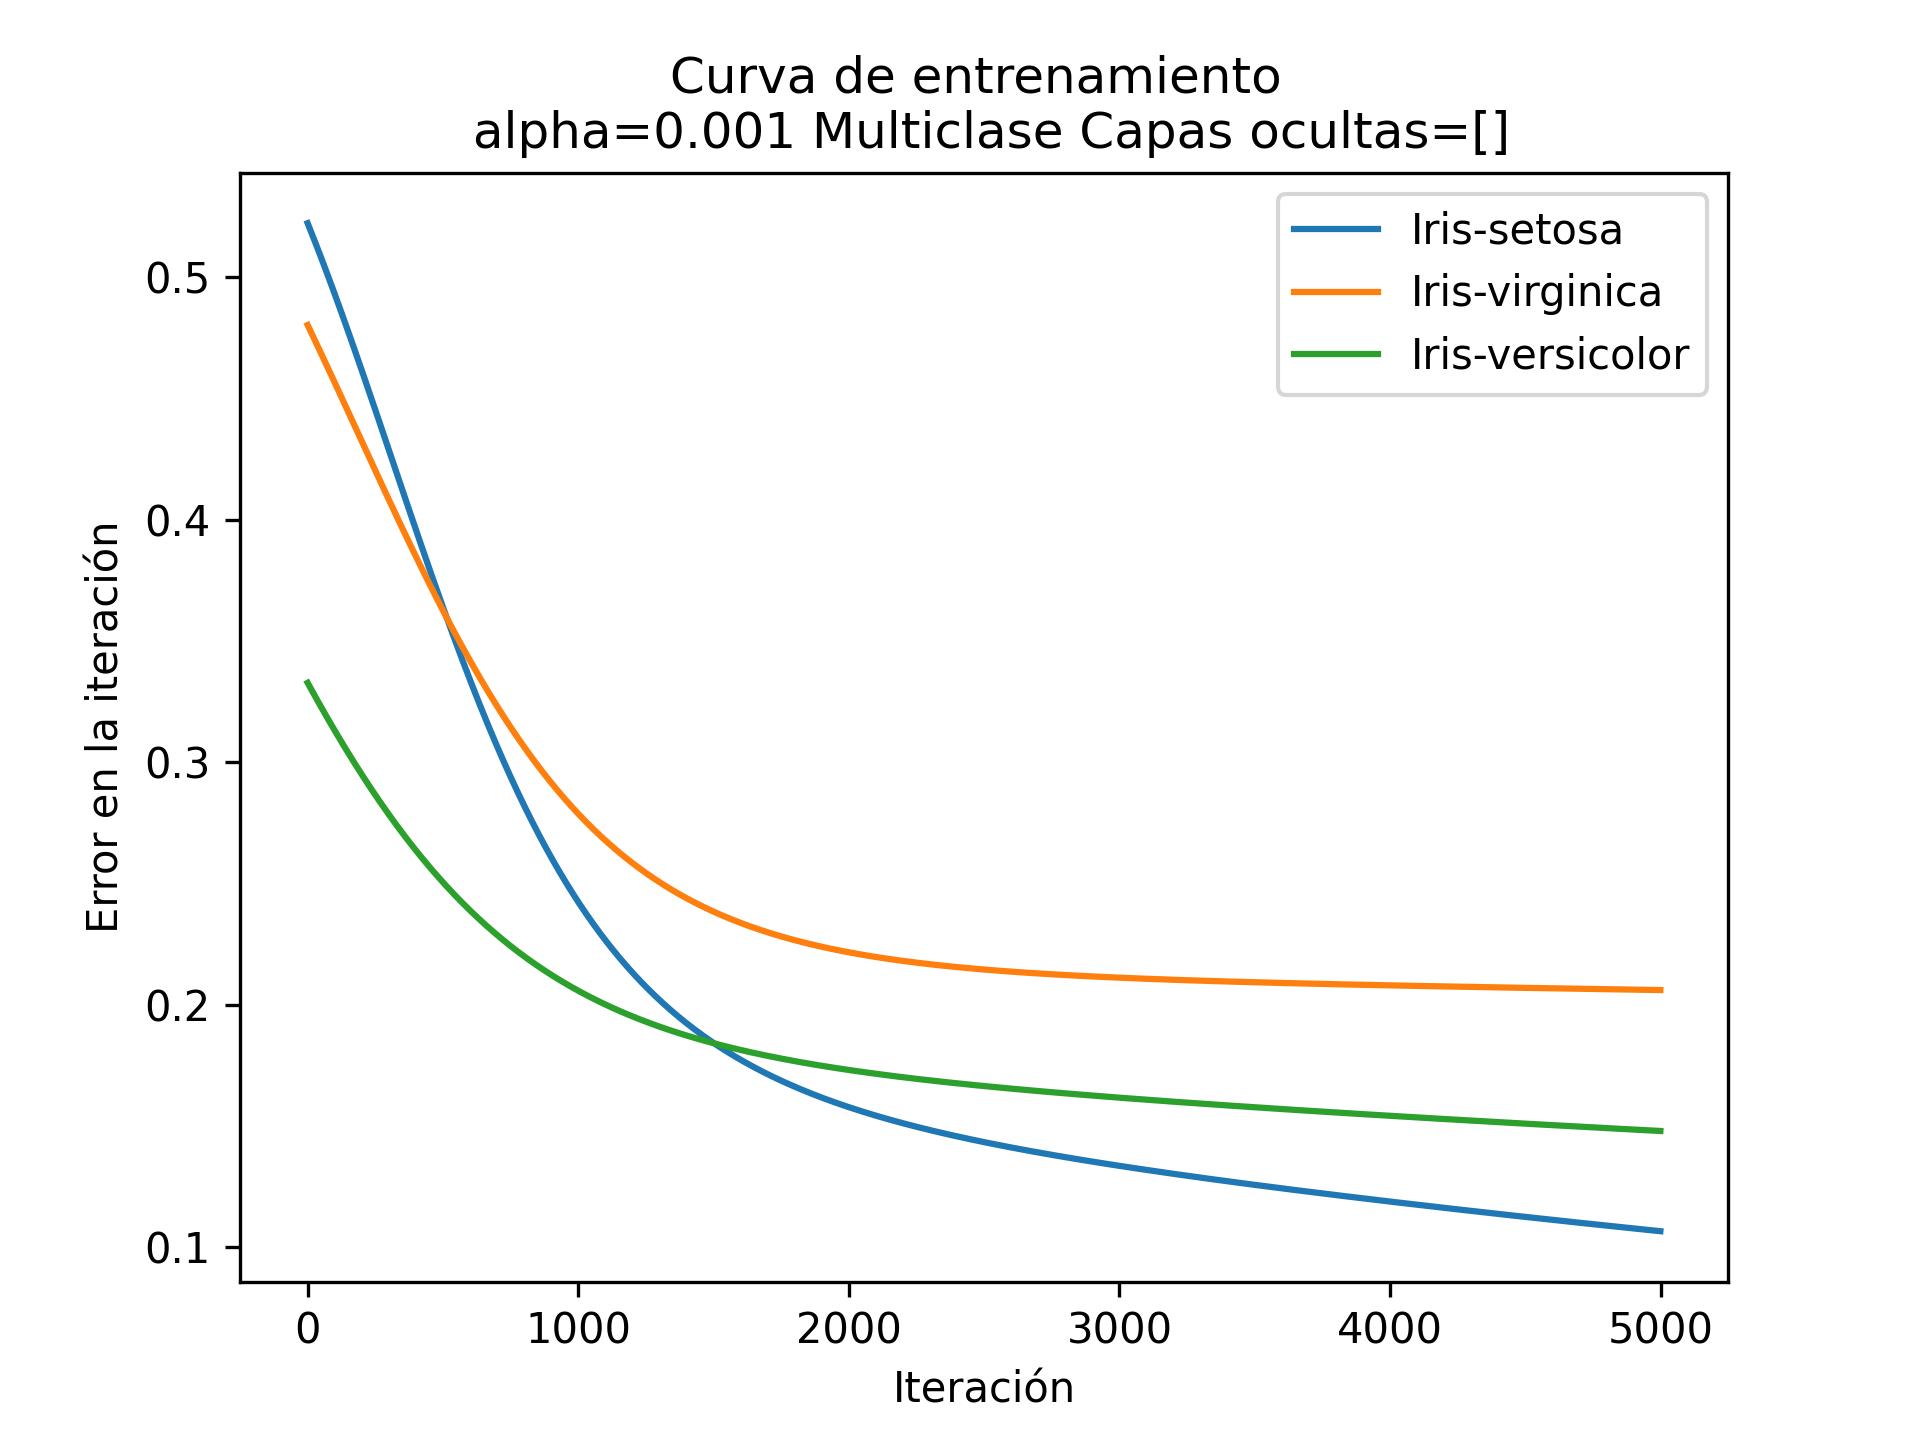 Curva de entrenamiento
alpha=0.001 Multiclase Capas ocultas=[]
Iris-setosa
Iris-virginica
Iris-versicolor
Error en la iteración
0.5
0.4
0.3
0.2
0.1
0 1000 2000 3000 4000 5000
Iteración